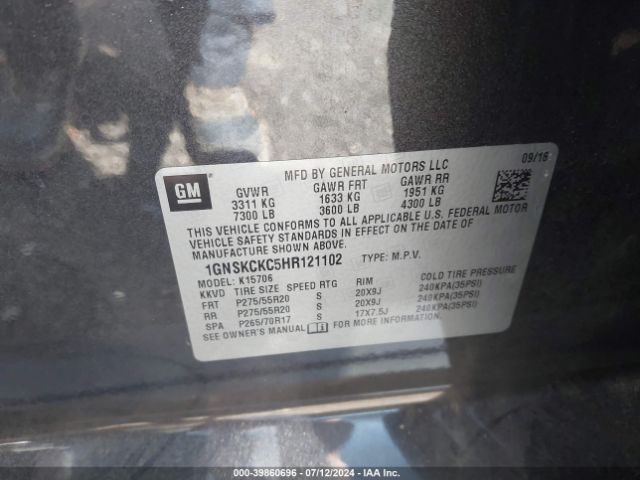 MFD BY GENERAL MOTORS LLC 09/16
GM
GVWR GAWR FRT GAWR RR
3311 KG 1633 KG 1951 KG
7300 LB 3600 LB 4300 LB
THIS VEHICLE CONFORMS TO ALL APPLICABLE U.S. FEDERAL MOTOR
VEHICLE SAFETY STANDARDS IN EFFECT ON THE DATE OF
MANUFACTURE SHOWN ABOVE.
1GNSKCKC5HR121102 TYPE: M.P.V.
MODEL: K15706
KKVD TIRE SIZE SPEED RTG RIM COLD TIRE PRESSURE
FRT P275/55R20 S 20X9J 240KPA(35PSI)
RR P275/55R20 S 20X9J 240KPA(35PSI)
SPA P265/70R17 S 17X7.5J 240KPA(35PSI)
SEE OWNER'S MANUAL FOR MORE INFORMATION.
000-39860696 - 07/12/2024 - IAA Inc.